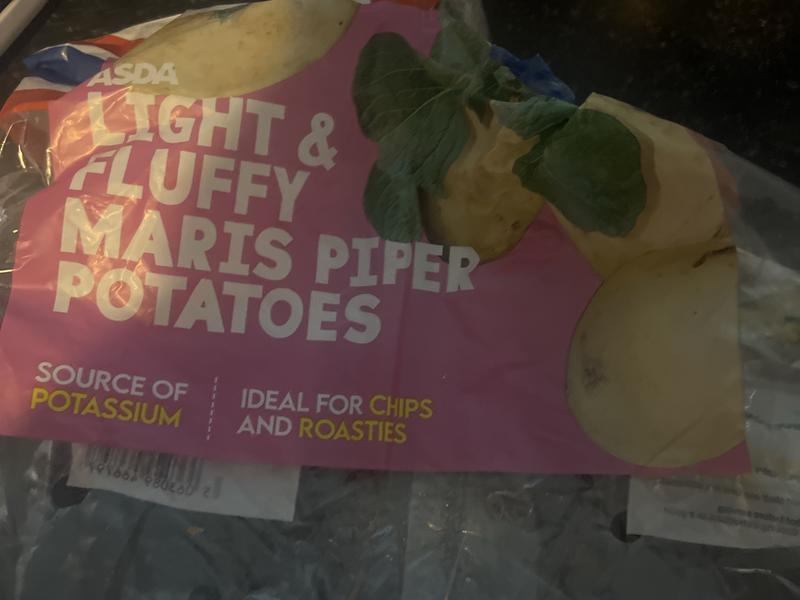 ASDA
LIGHT &
FLUFFY
MARIS PIPER
POTATOES
SOURCE OF
POTASSIUM
IDEAL FOR CHIPS
AND ROASTIES